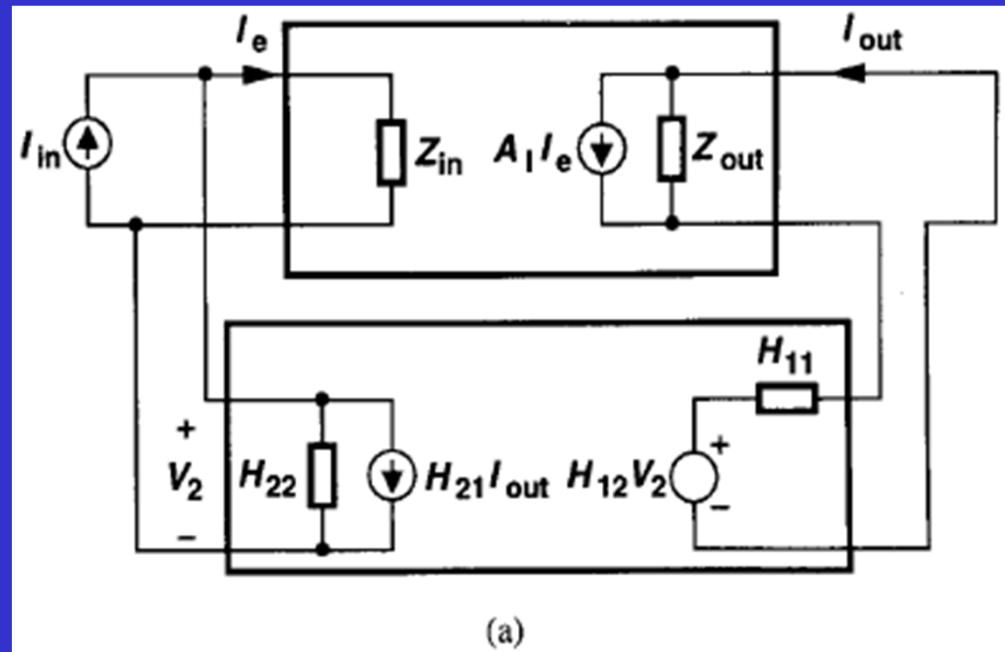 I_e
I_out
I_in
Z_in
A_I I_e
Z_out
H_11
+
V_2
−
H_22
H_21 I_out
H_12 V_2
+
−
(a)